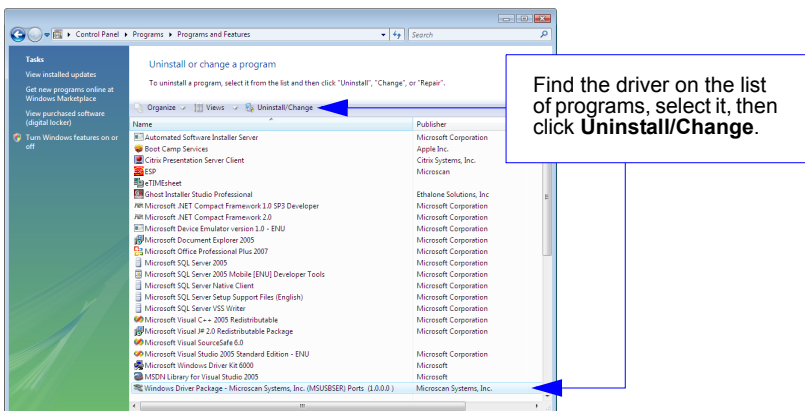 Control Panel ▸ Programs ▸ Programs and Features
Search
Tasks
View installed updates
Get new programs online at
Windows Marketplace
View purchased software
(digital locker)
Turn Windows features on or
off
Uninstall or change a program
To uninstall a program, select it from the list and then click "Uninstall", "Change", or "Repair".
Organize Views Uninstall/Change
Name Publisher
Automated Software Installer Server Microsoft Corporation
Boot Camp Services Apple Inc.
Citrix Presentation Server Client Citrix Systems, Inc.
ESP Microscan
eTIMEsheet
Ghost Installer Studio Professional Ethalone Solutions, Inc
Microsoft .NET Compact Framework 1.0 SP3 Developer Microsoft Corporation
Microsoft .NET Compact Framework 2.0 Microsoft Corporation
Microsoft Device Emulator version 1.0 - ENU Microsoft Corporation
Microsoft Document Explorer 2005 Microsoft Corporation
Microsoft Office Professional Plus 2007 Microsoft Corporation
Microsoft SQL Server 2005 Microsoft Corporation
Microsoft SQL Server 2005 Mobile [ENU] Developer Tools Microsoft Corporation
Microsoft SQL Server Native Client Microsoft Corporation
Microsoft SQL Server Setup Support Files (English) Microsoft Corporation
Microsoft SQL Server VSS Writer Microsoft Corporation
Microsoft Visual C++ 2005 Redistributable Microsoft Corporation
Microsoft Visual J# 2.0 Redistributable Package Microsoft Corporation
Microsoft Visual SourceSafe 6.0
Microsoft Visual Studio 2005 Standard Edition - ENU Microsoft Corporation
Microsoft Windows Driver Kit 6000 Microsoft
MSDN Library for Visual Studio 2005 Microsoft
Windows Driver Package - Microscan Systems, Inc. (MSUSBSER) Ports (1.0.0.0 ) Microscan Systems, Inc.
Find the driver on the list
of programs, select it, then
click Uninstall/Change.